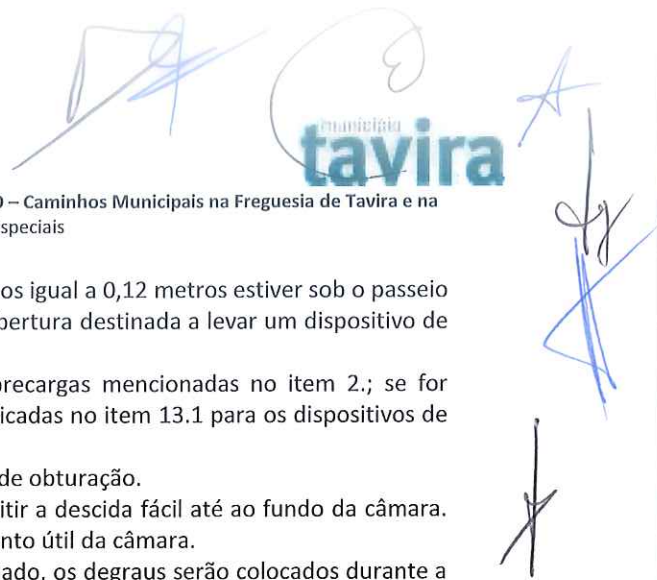 município
tavira
– Caminhos Municipais na Freguesia de Tavira e na
speciais
os igual a 0,12 metros estiver sob o passeio
bertura destinada a levar um dispositivo de
brecargas mencionadas no item 2.; se for
icadas no item 13.1 para os dispositivos de
de obturação.
itir a descida fácil até ao fundo da câmara.
nto útil da câmara.
ado, os degraus serão colocados durante a